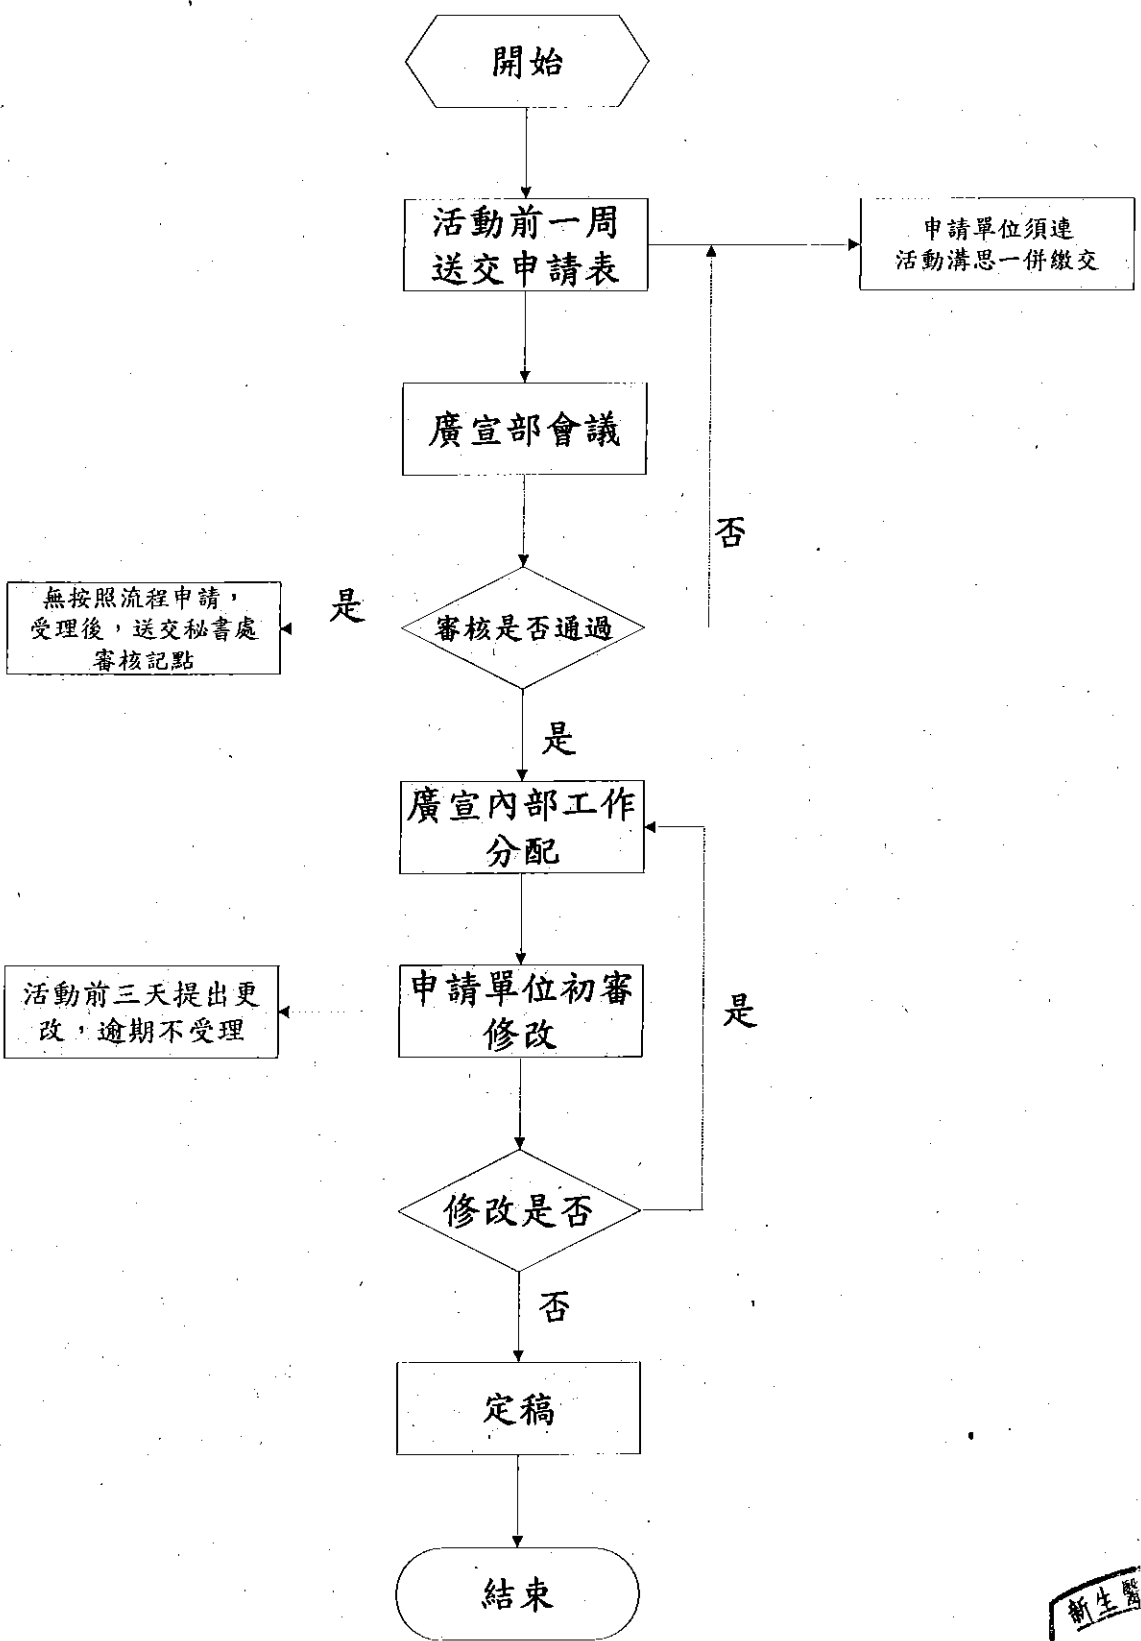 開始
活動前一周
送交申請表
申請單位須連
活動溝思一併繳交
廣宣部會議
否
審核是否通過
是
無按照流程申請，
受理後，送交秘書處
審核記點
是
廣宣內部工作
分配
申請單位初審
修改
活動前三天提出更
改，逾期不受理
是
修改是否
否
定稿
結束
新生醫